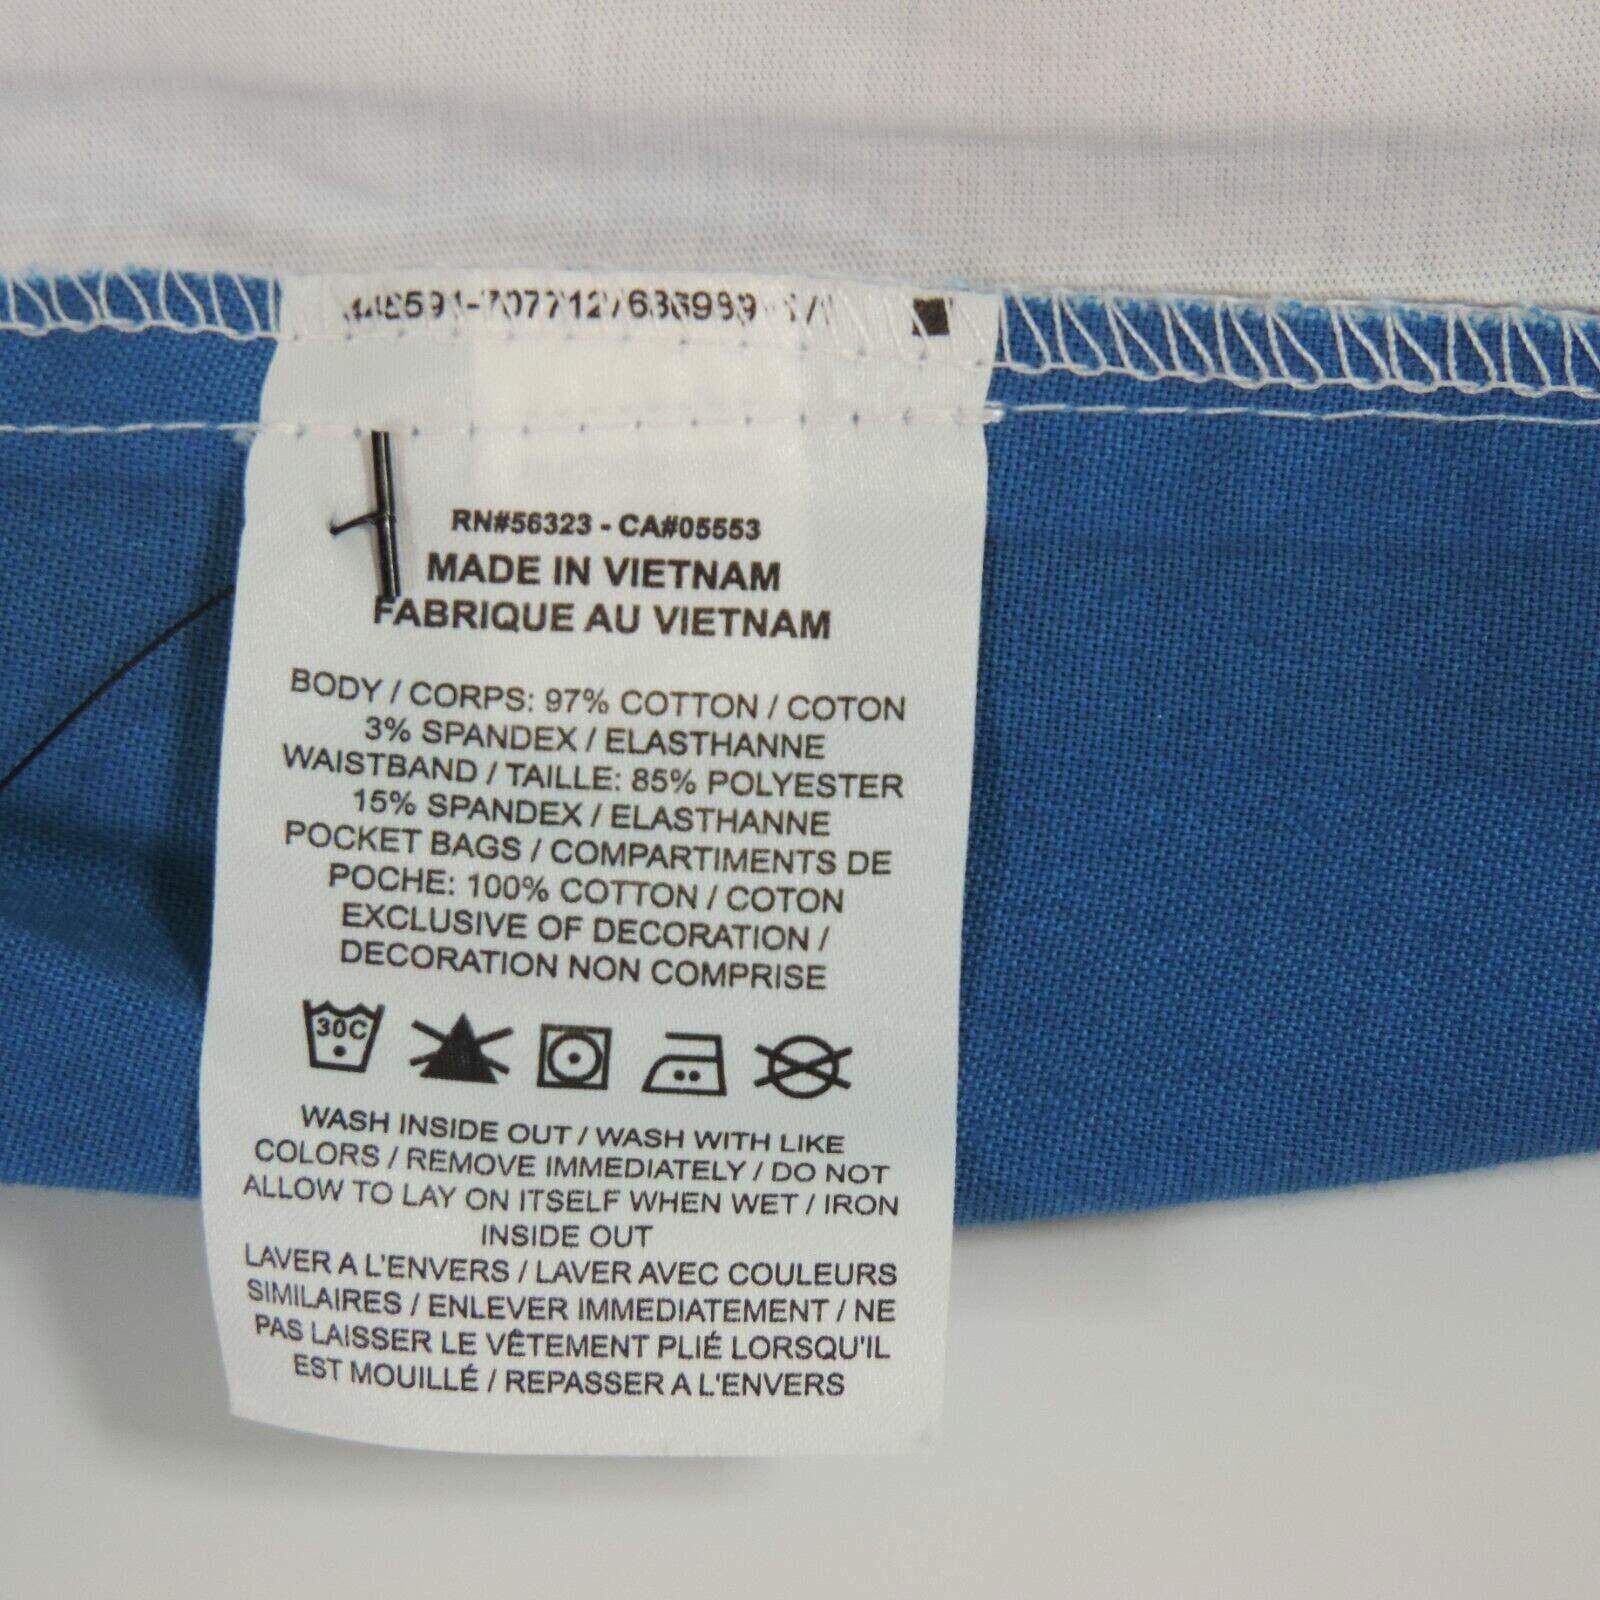 RN#56323 - CA#05553
MADE IN VIETNAM
FABRIQUE AU VIETNAM
BODY / CORPS: 97% COTTON / COTON
3% SPANDEX / ELASTHANNE
WAISTBAND / TAILLE: 85% POLYESTER
15% SPANDEX / ELASTHANNE
POCKET BAGS / COMPARTIMENTS DE
POCHE: 100% COTTON / COTON
EXCLUSIVE OF DECORATION /
DECORATION NON COMPRISE
30C
WASH INSIDE OUT / WASH WITH LIKE
COLORS / REMOVE IMMEDIATELY / DO NOT
ALLOW TO LAY ON ITSELF WHEN WET / IRON
INSIDE OUT
LAVER A L'ENVERS / LAVER AVEC COULEURS
SIMILAIRES / ENLEVER IMMEDIATEMENT / NE
PAS LAISSER LE VÊTEMENT PLIÉ LORSQU'IL
EST MOUILLÉ / REPASSER A L'ENVERS